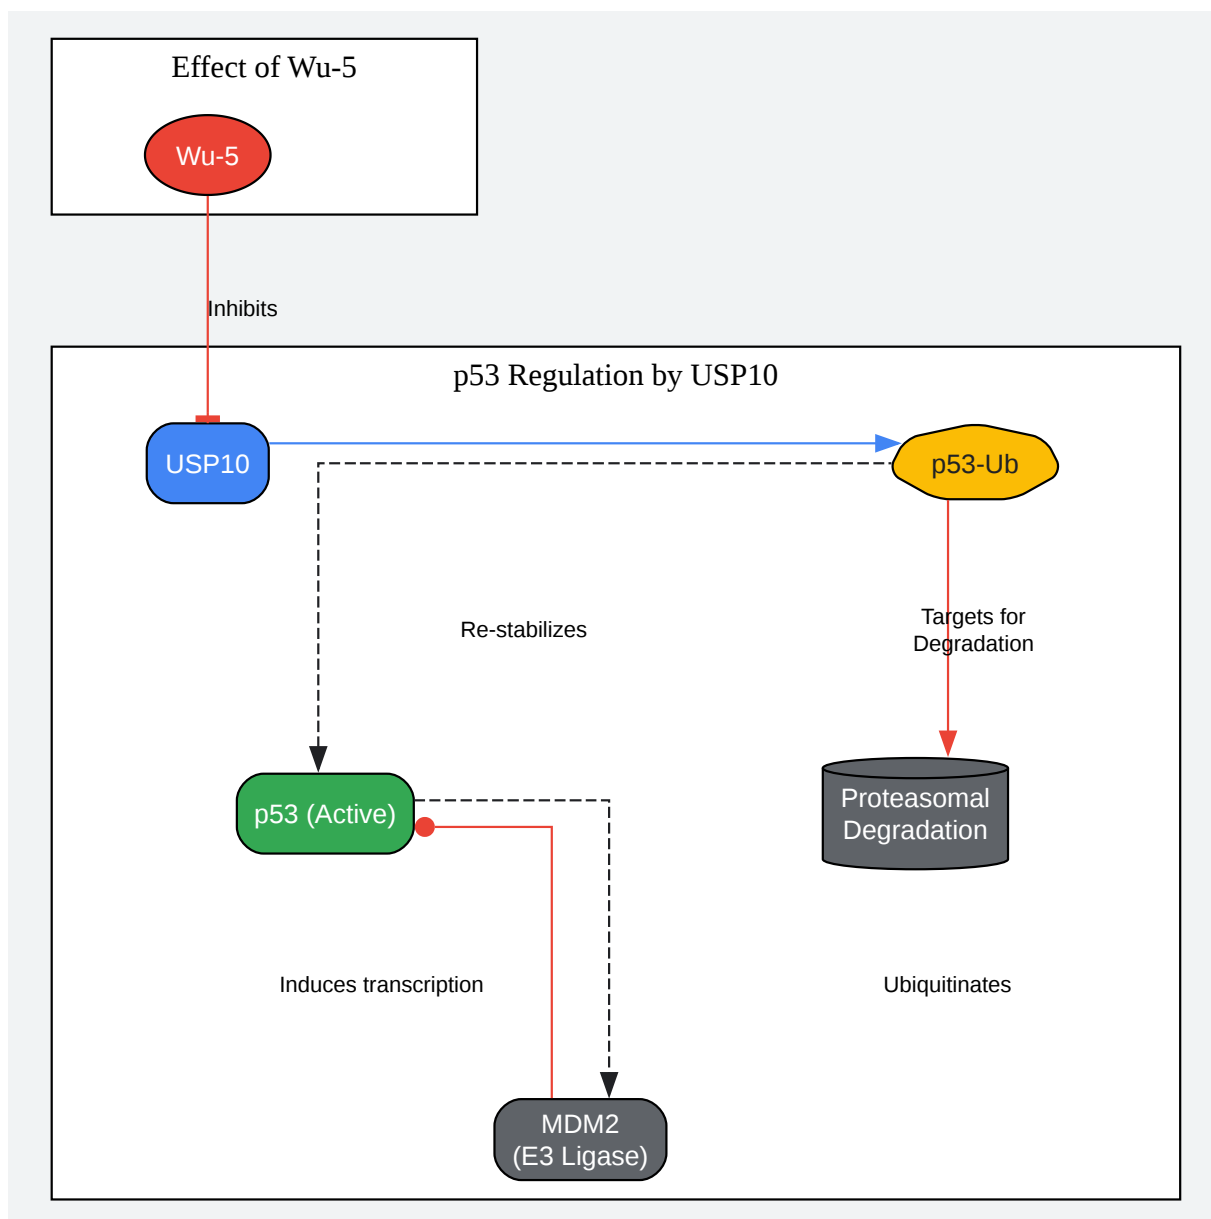 Effect of Wu-5
Wu-5
Inhibits
p53 Regulation by USP10
USP10
p53-Ub
Re-stabilizes
Targets for
Degradation
p53 (Active)
Proteasomal
Degradation
Induces transcription
Ubiquitinates
MDM2
(E3 Ligase)